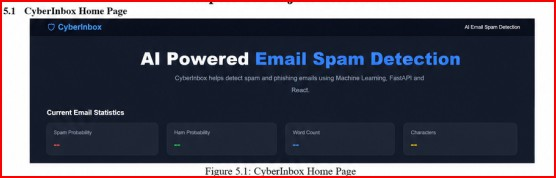 5.1 CyberInbox Home Page
CyberInbox
AI Email Spam Detection
AI Powered Email Spam Detection
CyberInbox helps detect spam and phishing emails using Machine Learning, FastAPI and
React.
Current Email Statistics
Spam Probability
Ham Probability
Word Count
Characters
--
--
--
--
Figure 5.1: CyberInbox Home Page